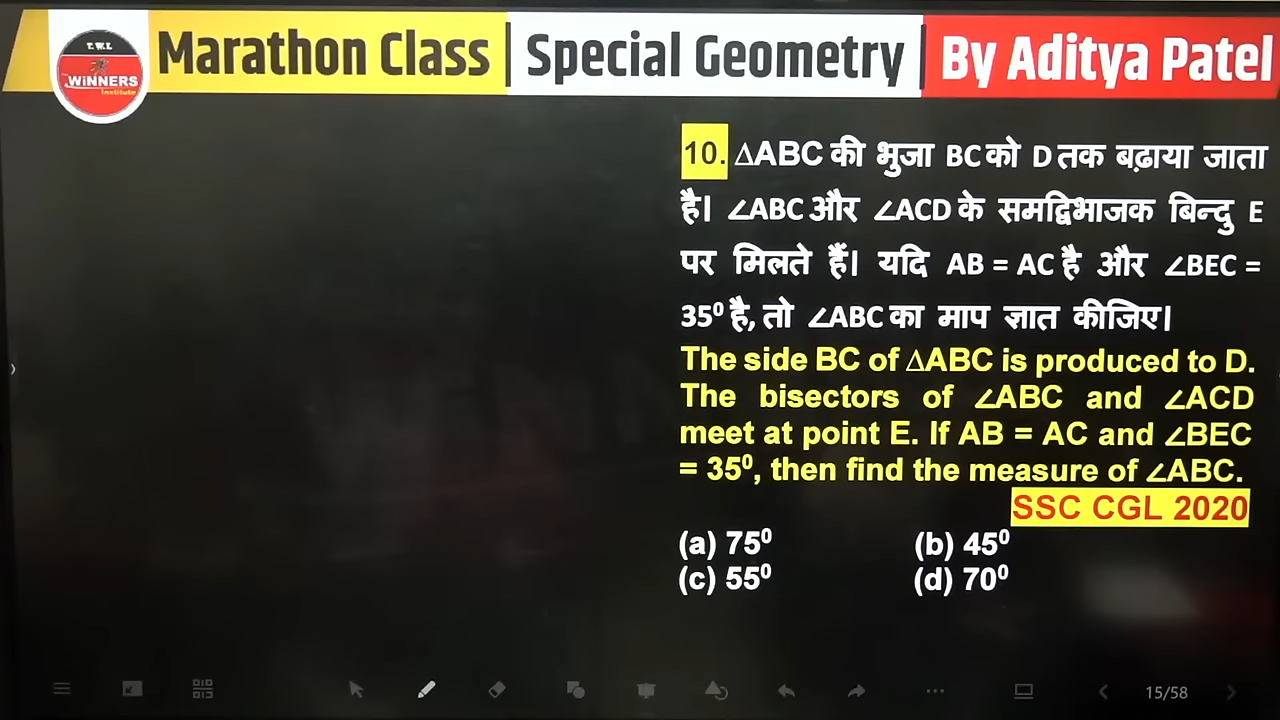 T.W.I.
The
WINNERS
institute
Marathon Class | Special Geometry | By Aditya Patel
10. ΔABC की भुजा BC को D तक बढ़ाया जाता
है। ∠ABC और ∠ACD के समद्विभाजक बिन्दु E
पर मिलते हैं। यदि AB = AC है और ∠BEC =
35⁰ है, तो ∠ABC का माप ज्ञात कीजिए।
The side BC of ΔABC is produced to D.
The bisectors of ∠ABC and ∠ACD
meet at point E. If AB = AC and ∠BEC
= 35⁰, then find the measure of ∠ABC.
SSC CGL 2020
(a) 75⁰ (b) 45⁰
(c) 55⁰ (d) 70⁰
15/58